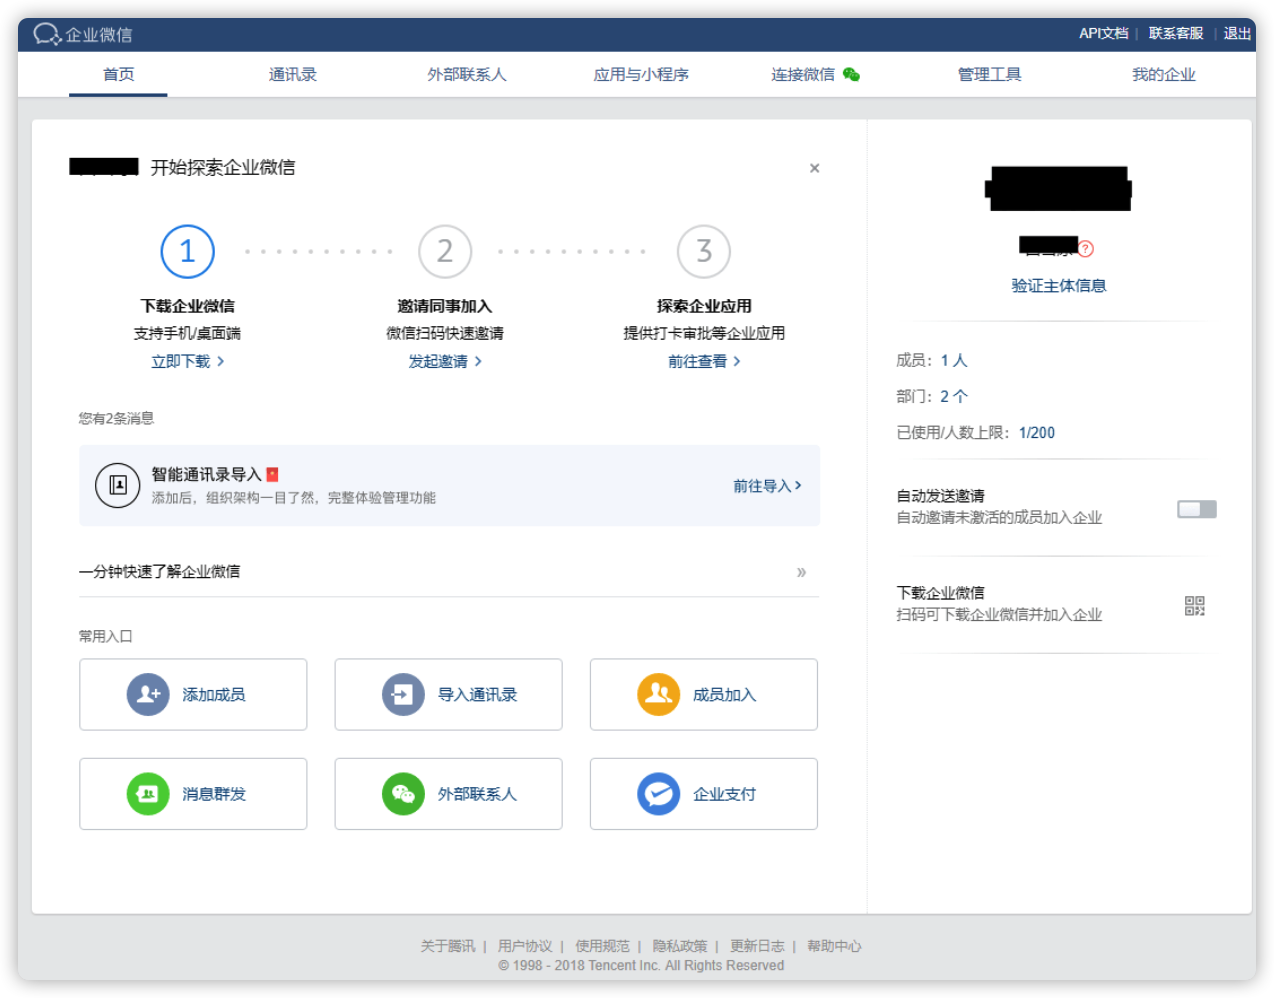 企业微信
API文档 | 联系客服 | 退出
首页 通讯录 外部联系人 应用与小程序 连接微信 管理工具 我的企业
开始探索企业微信
×
1 2 3
下载企业微信 邀请同事加入 探索企业应用
支持手机/桌面端 微信扫码快速邀请 提供打卡审批等企业应用
立即下载 > 发起邀请 > 前往查看 >
您有2条消息
智能通讯录导入
添加后，组织架构一目了然，完整体验管理功能
前往导入 >
一分钟快速了解企业微信 »
常用入口
添加成员 导入通讯录 成员加入
消息群发 外部联系人 企业支付
?
验证主体信息
成员：1 人
部门：2 个
已使用/人数上限：1/200
自动发送邀请
自动邀请未激活的成员加入企业
下载企业微信
扫码可下载企业微信并加入企业
关于腾讯 | 用户协议 | 使用规范 | 隐私政策 | 更新日志 | 帮助中心
© 1998 - 2018 Tencent Inc. All Rights Reserved